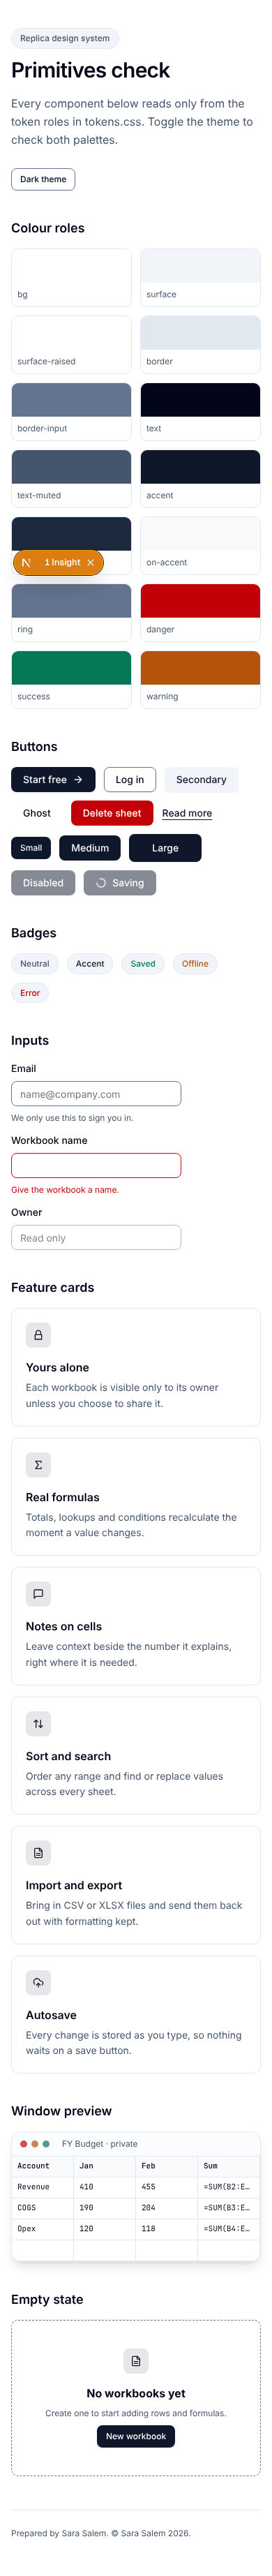 Replica design system
Primitives check
Every component below reads only from the
token roles in tokens.css. Toggle the theme to
check both palettes.
Dark theme
Colour roles
bg
surface
surface-raised
border
border-input
text
text-muted
accent
1 Insight
on-accent
ring
danger
success
warning
Buttons
Start free
Log in
Secondary
Ghost
Delete sheet
Read more
Small
Medium
Large
Disabled
Saving
Badges
Neutral
Accent
Saved
Offline
Error
Inputs
Email
name@company.com
We only use this to sign you in.
Workbook name
Give the workbook a name.
Owner
Read only
Feature cards
Yours alone
Each workbook is visible only to its owner
unless you choose to share it.
Real formulas
Totals, lookups and conditions recalculate the
moment a value changes.
Notes on cells
Leave context beside the number it explains,
right where it is needed.
Sort and search
Order any range and find or replace values
across every sheet.
Import and export
Bring in CSV or XLSX files and send them back
out with formatting kept.
Autosave
Every change is stored as you type, so nothing
waits on a save button.
Window preview
FY Budget · private
Account Jan Feb Sum
Revenue 410 455 =SUM(B2:E…
COGS 190 204 =SUM(B3:E…
Opex 120 118 =SUM(B4:E…
Empty state
No workbooks yet
Create one to start adding rows and formulas.
New workbook
Prepared by Sara Salem. © Sara Salem 2026.